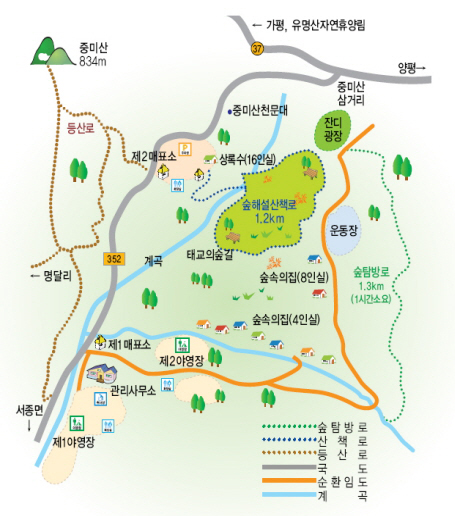 ← 가평, 유명산자연휴양림
37
중미산
834m
양평→
중미산
삼거리
중미산천문대
잔디
광장
등산로
제2매표소
상록수(16인실)
숲해설산책로
1.2km
운동장
352
계곡
태교의숲길
← 명달리
숲속의집(8인실)
숲탐방로
1.3km
(1시간소요)
숲속의집(4인실)
제1매표소
제2야영장
관리사무소
서종면
↓
제1야영장
숲탐방로
산책로
등산로
국도
순환임도
계곡